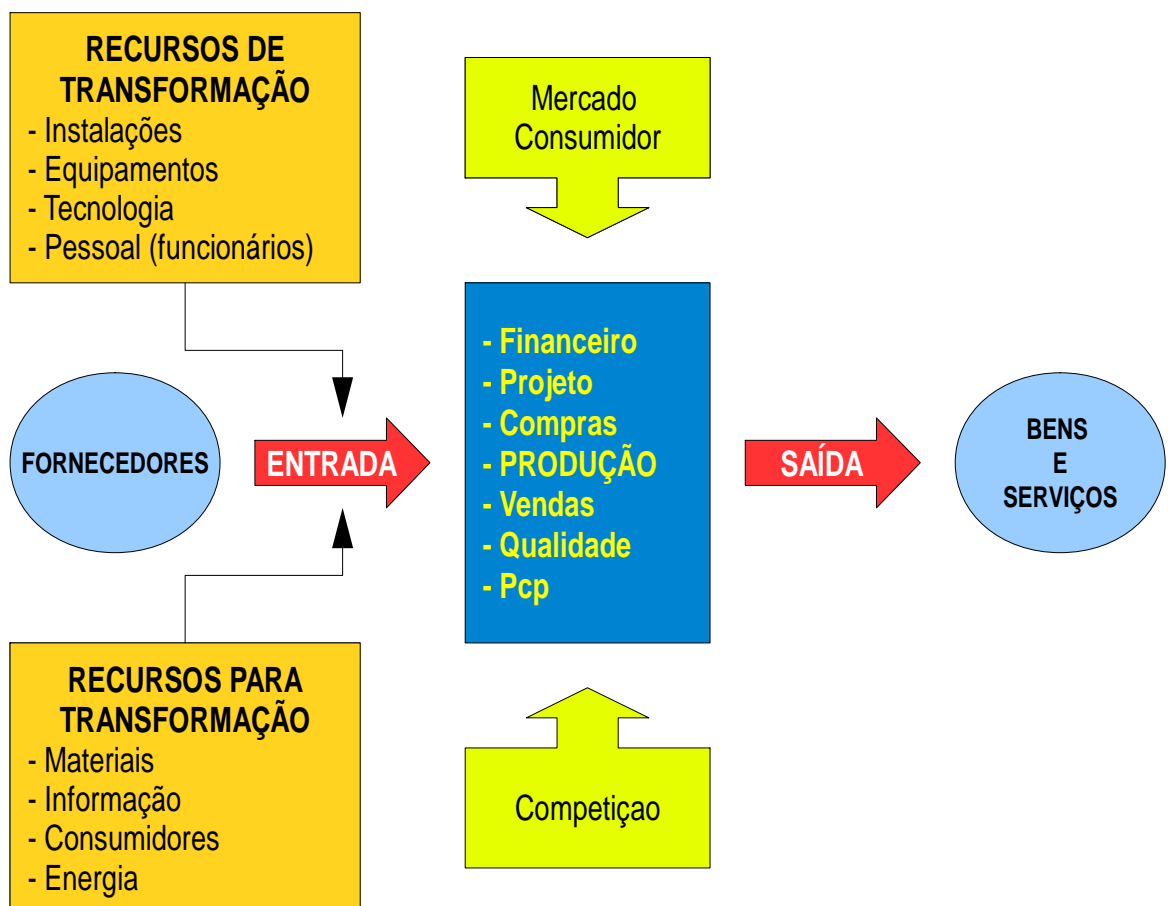 RECURSOS DE
TRANSFORMAÇÃO
- Instalações
- Equipamentos
- Tecnologia
- Pessoal (funcionários)
Mercado
Consumidor
FORNECEDORES
ENTRADA
- Financeiro
- Projeto
- Compras
- PRODUÇÃO
- Vendas
- Qualidade
- Pcp
SAÍDA
BENS
E
SERVIÇOS
RECURSOS PARA
TRANSFORMAÇÃO
- Materiais
- Informação
- Consumidores
- Energia
Competiçao